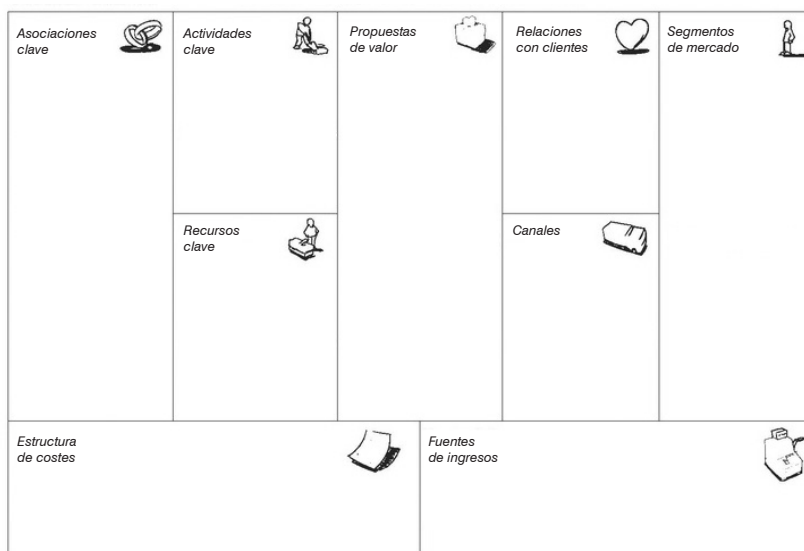 Asociaciones
clave
Actividades
clave
Propuestas
de valor
Relaciones
con clientes
Segmentos
de mercado
Recursos
clave
Canales
Estructura
de costes
Fuentes
de ingresos